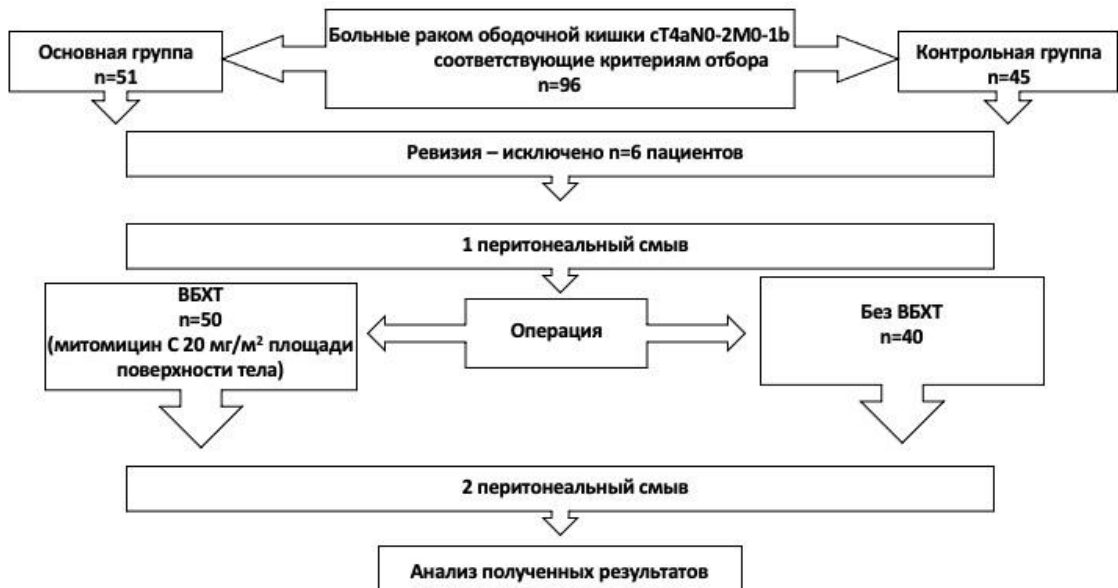 Основная группа
n=51
Больные раком ободочной кишки cT4aN0-2M0-1b
соответствующие критериям отбора
n=96
Контрольная группа
n=45
Ревизия – исключено n=6 пациентов
1 перитонеальный смыв
ВБХТ
n=50
(митомицин С 20 мг/м² площади
поверхности тела)
Операция
Без ВБХТ
n=40
2 перитонеальный смыв
Анализ полученных результатов